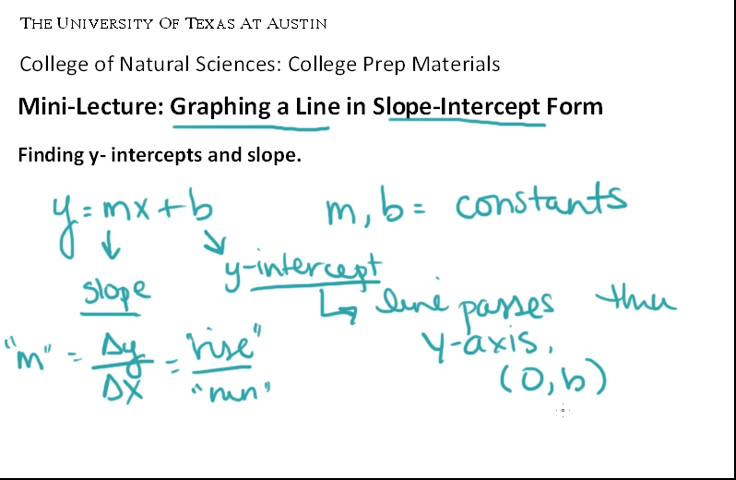 THE UNIVERSITY OF TEXAS AT AUSTIN
College of Natural Sciences: College Prep Materials
Mini-Lecture: Graphing a Line in Slope-Intercept Form
Finding y- intercepts and slope.
y = mx + b    m, b = constants
↓ ↘
slope    y-intercept
↳ line passes thru
y-axis.
"m" = Δy/Δx = "rise"/"run"
(0, b)